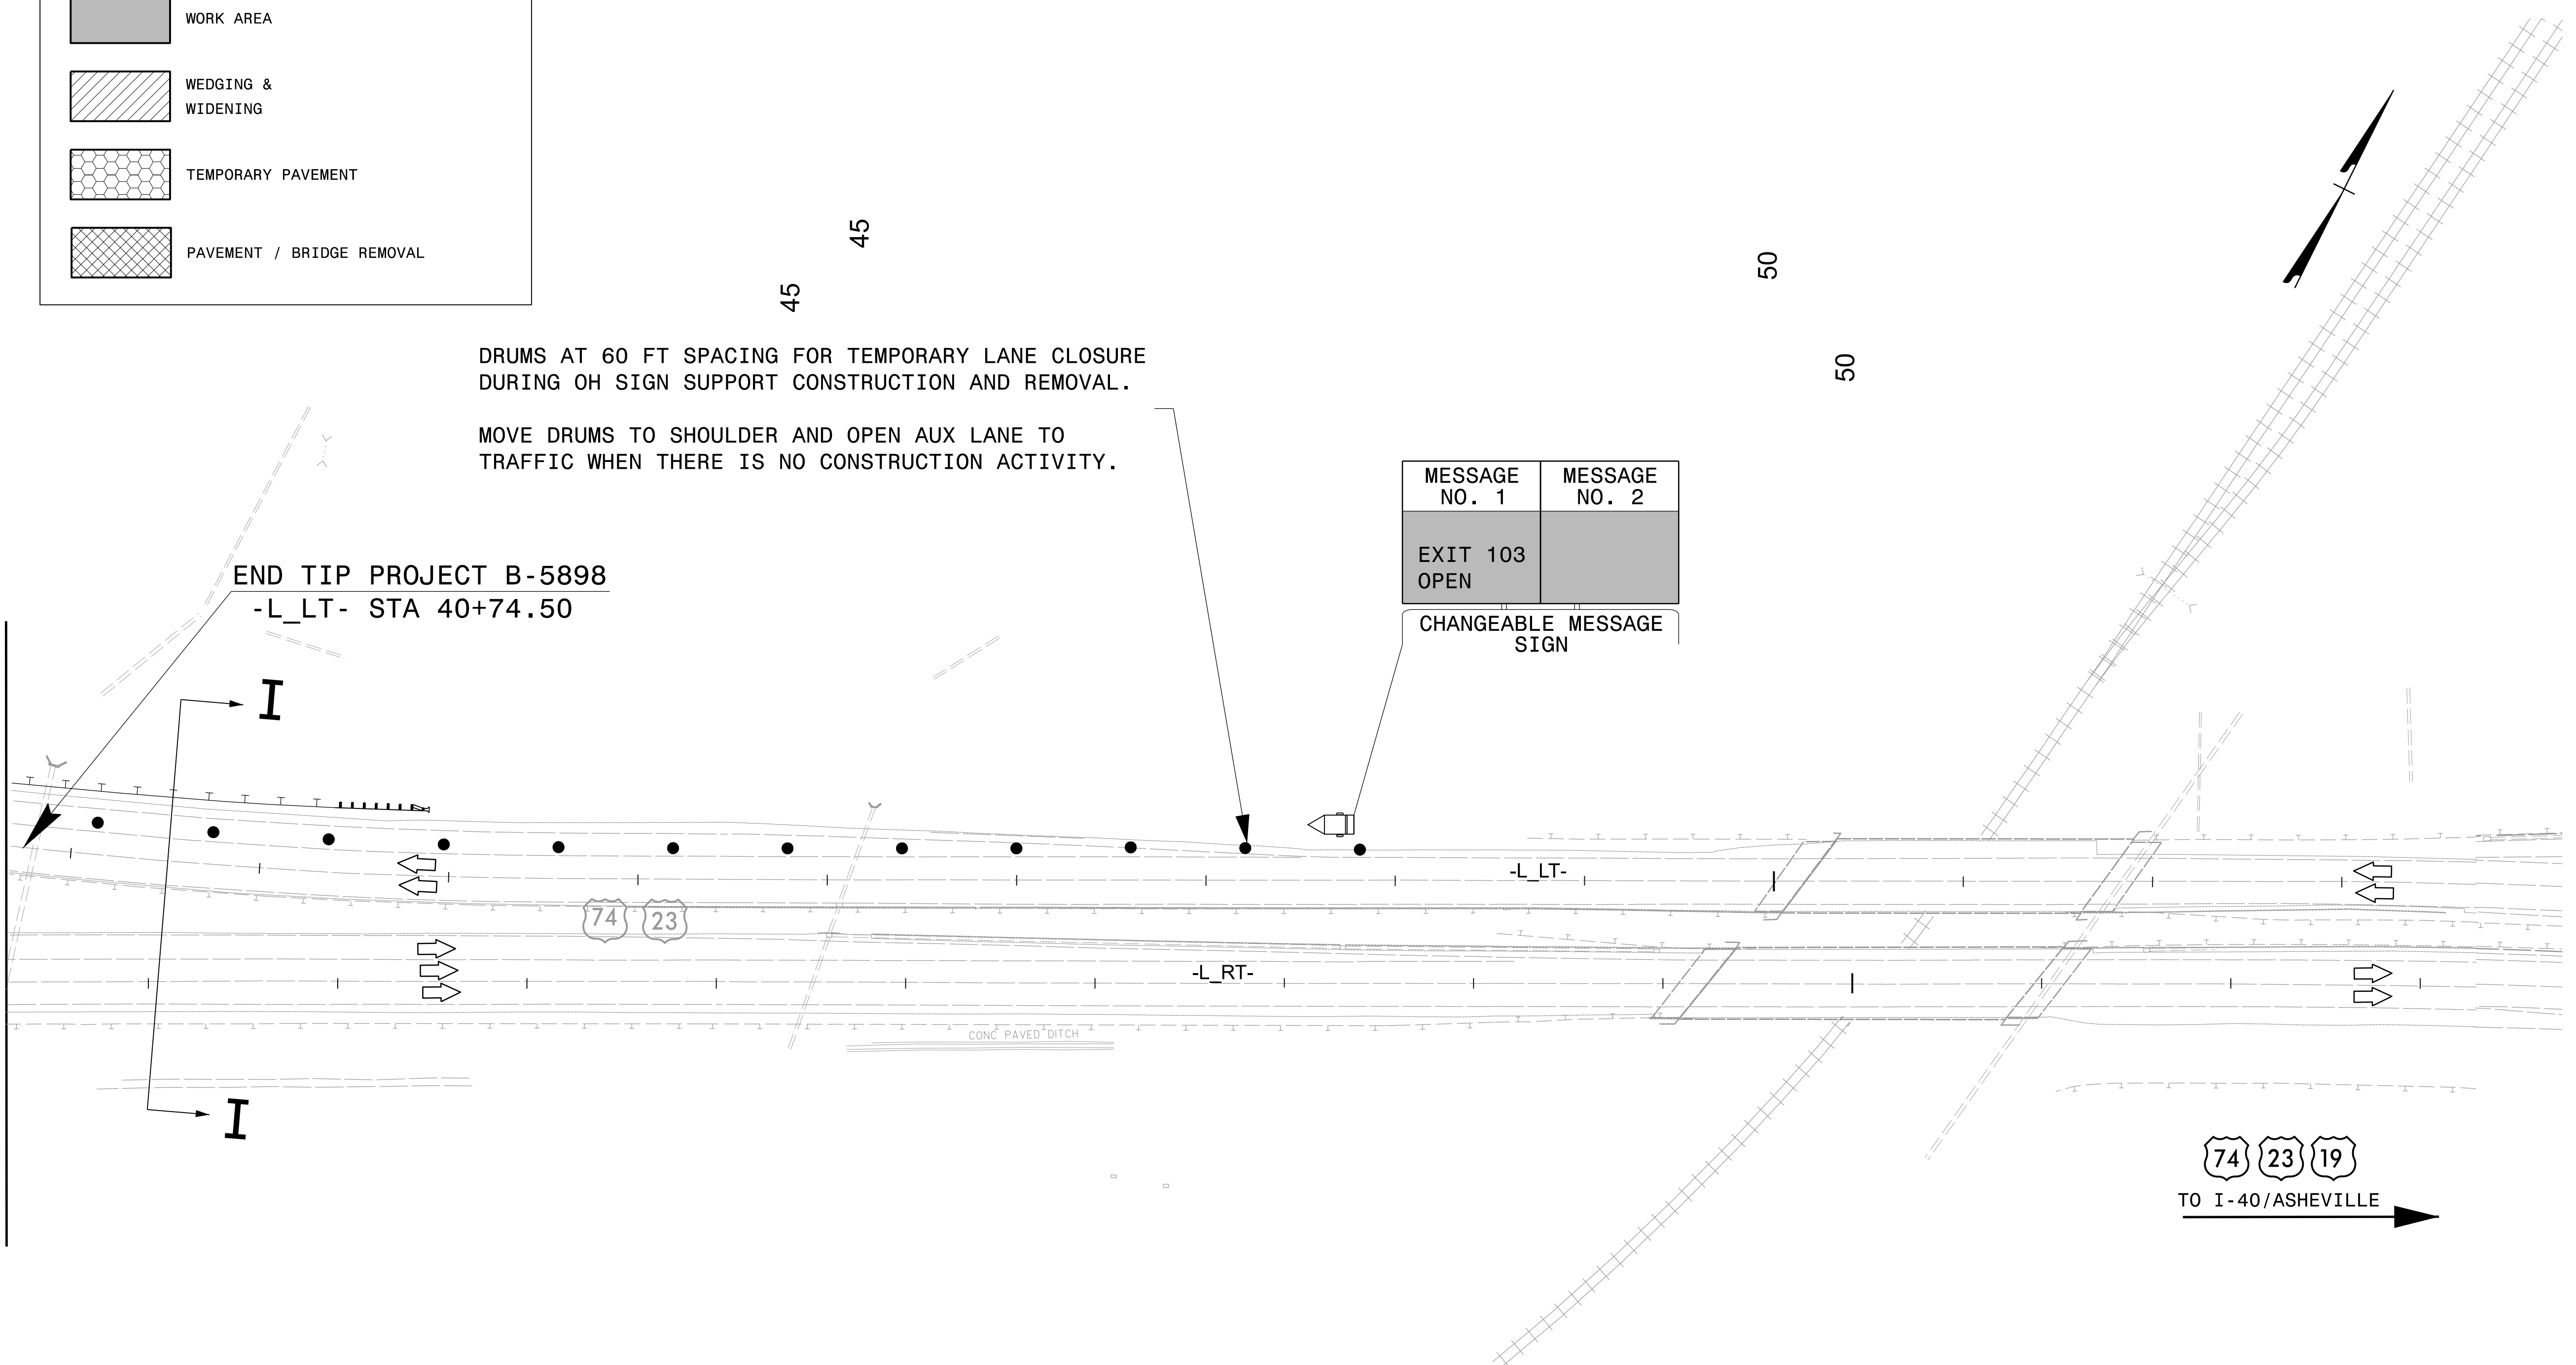 WORK AREA
WEDGING &
WIDENING
TEMPORARY PAVEMENT
PAVEMENT / BRIDGE REMOVAL
45
45
50
50
DRUMS AT 60 FT SPACING FOR TEMPORARY LANE CLOSURE
DURING OH SIGN SUPPORT CONSTRUCTION AND REMOVAL.
MOVE DRUMS TO SHOULDER AND OPEN AUX LANE TO
TRAFFIC WHEN THERE IS NO CONSTRUCTION ACTIVITY.
MESSAGE
NO. 1
MESSAGE
NO. 2
EXIT 103
OPEN
CHANGEABLE MESSAGE
SIGN
END TIP PROJECT B-5898
-L_LT- STA 40+74.50
I
-L_LT-
74 23
-L_RT-
CONC PAVED DITCH
I
74 23 19
TO I-40/ASHEVILLE